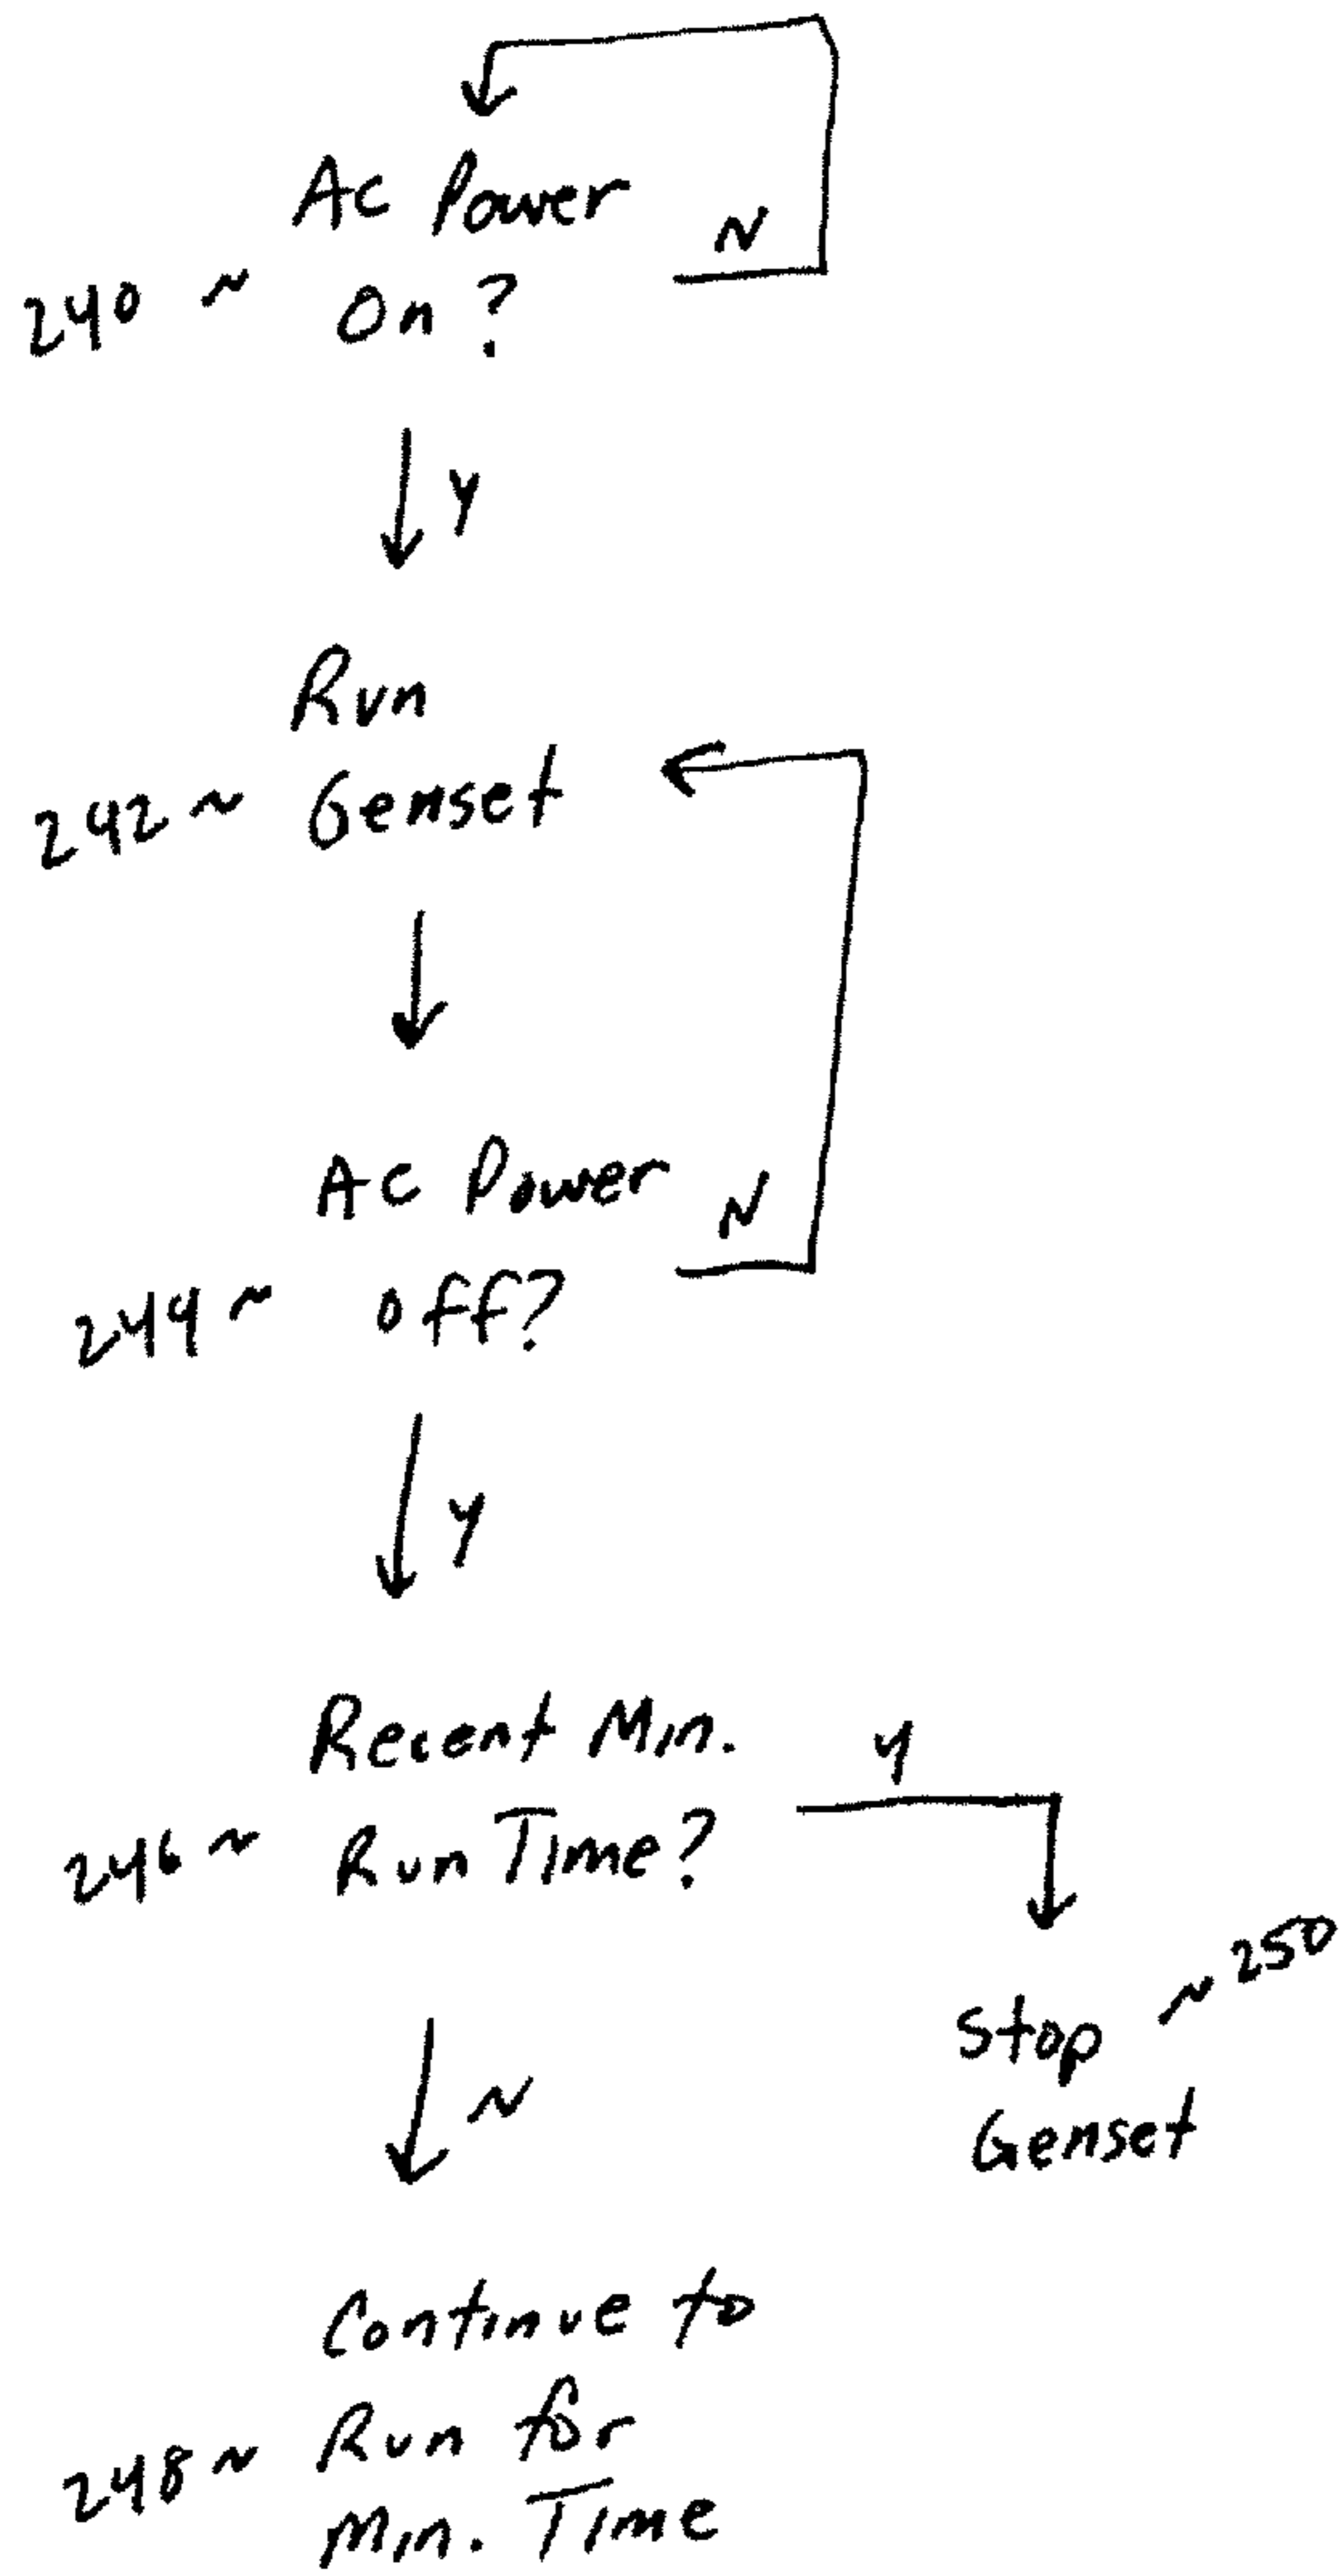 Ac Power
N
240 ~ On?
Y
Run
242 ~ Genset
Ac Power
N
244 ~ off?
Y
Recent Min.
Y
246 ~ Run Time?
~ 250
Stop
N
Genset
Continue to
248 ~ Run for
Min. Time